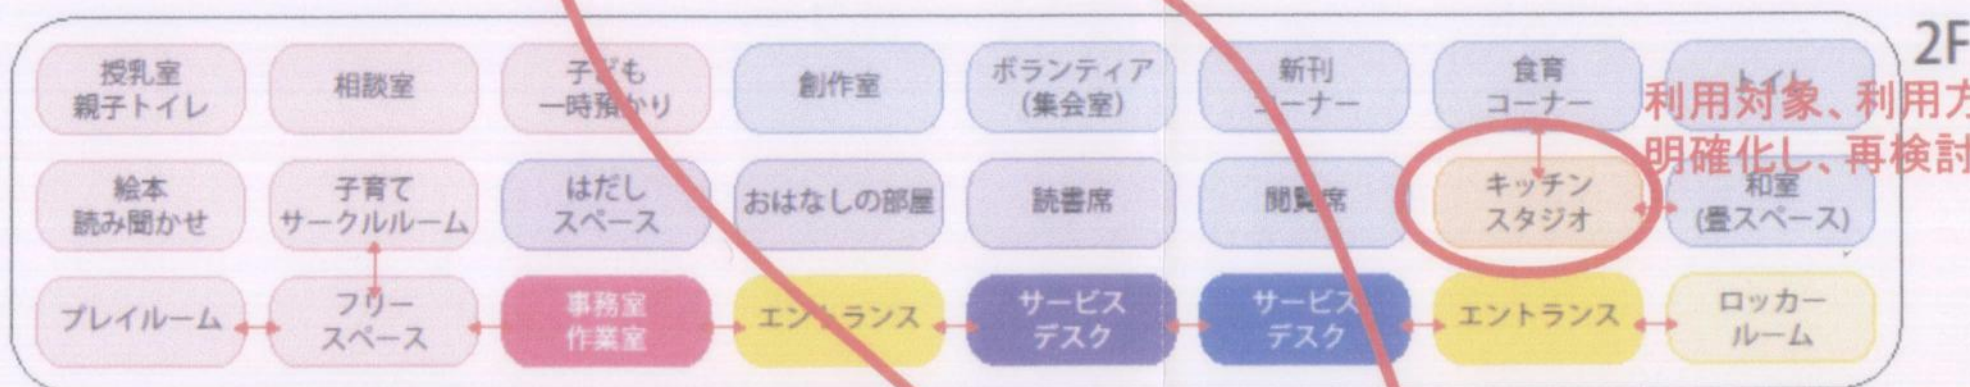 2F
授乳室
親子トイレ
相談室
子ども
一時預かり
創作室
ボランティア
(集会室)
新刊
コーナー
食育
コーナー
トイレ
利用対象、利用方
明確化し、再検討
絵本
読み聞かせ
子育て
サークルルーム
はだし
スペース
おはなしの部屋
読書席
閲覧席
キッチン
スタジオ
和室
(畳スペース)
プレイルーム
フリー
スペース
事務室
作業室
エントランス
サービス
デスク
サービス
デスク
エントランス
ロッカー
ルーム